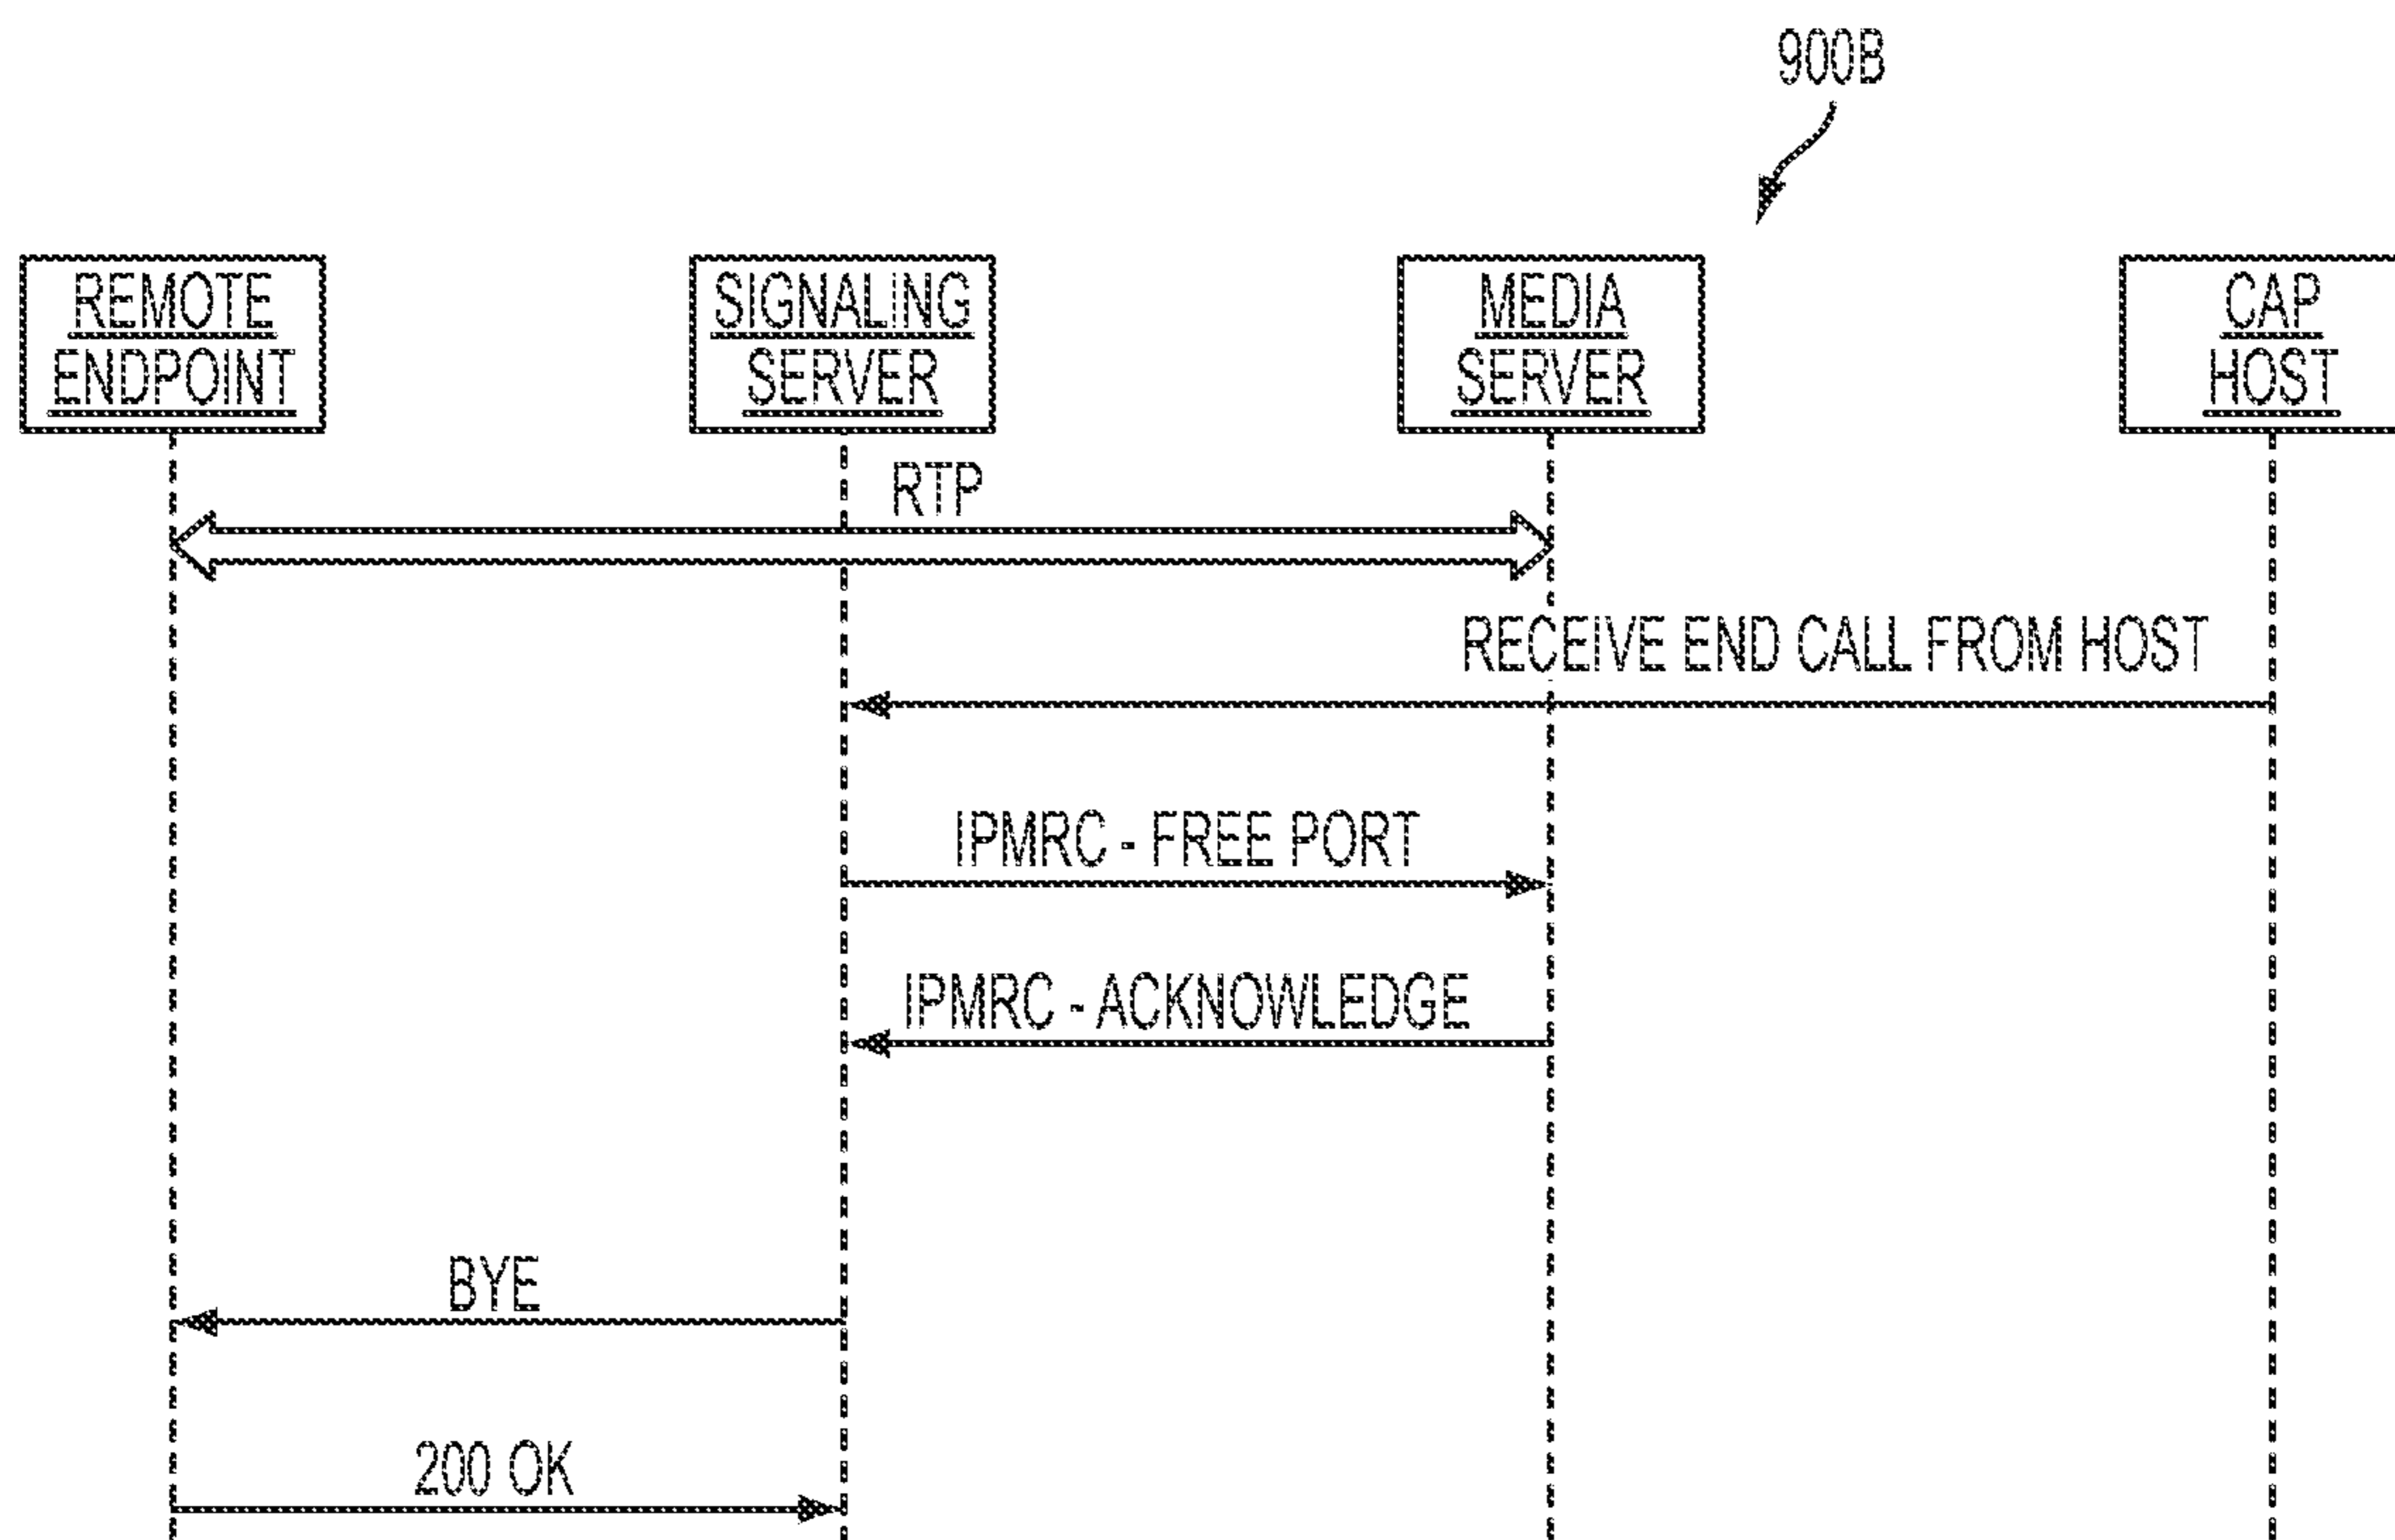 900B
REMOTE
ENDPOINT
SIGNALING
SERVER
MEDIA
SERVER
CAP
HOST
RTP
RECEIVE END CALL FROM HOST
IPMRC - FREE PORT
IPMRC - ACKNOWLEDGE
BYE
200 OK